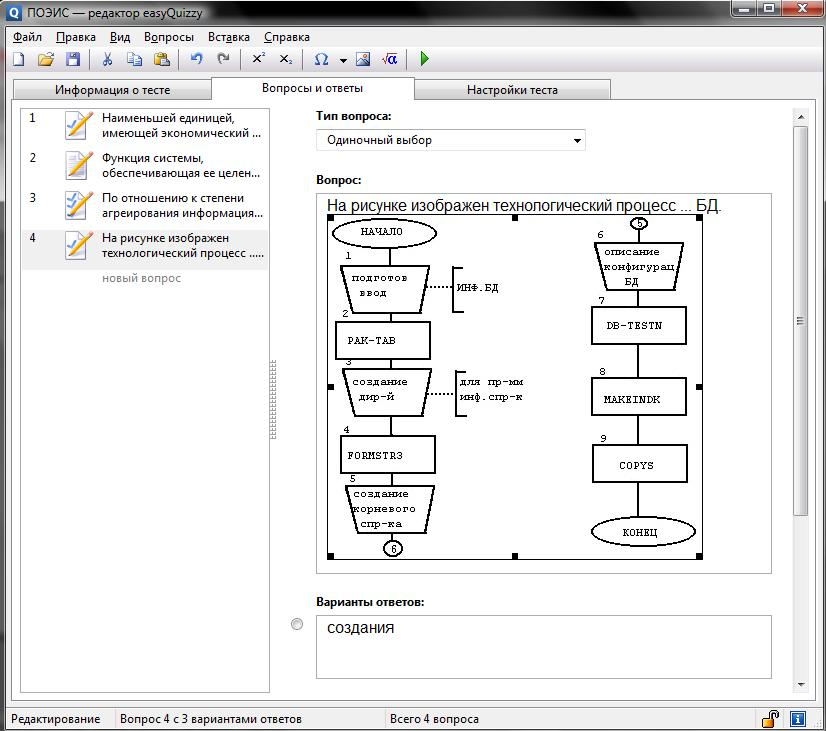 ПОЭИС — редактор easyQuizzy
Файл Правка Вид Вопросы Вставка Справка
Информация о тесте Вопросы и ответы Настройки теста
1 Наименьшей единицей,
имеющей экономический ...
2 Функция системы,
обеспечивающая ее целен...
3 По отношению к степени
агрегирования информация...
4 На рисунке изображен
технологический процесс .....
новый вопрос
Тип вопроса:
Одиночный выбор
Вопрос:
На рисунке изображен технологический процесс ... БД.
НАЧАЛО
1
подготов
ввод
ИНФ.БД
2
PAK-TAB
3
создание
дир-й
для пр-мм
инф.спр-к
4
FORMSTR3
5
создание
корневого
спр-ка
6
5
6
описание
конфигурац
БД
7
DB-TESTN
8
MAKEINDK
9
COPYS
КОНЕЦ
Варианты ответов:
создания
Редактирование Вопрос 4 с 3 вариантами ответов Всего 4 вопроса